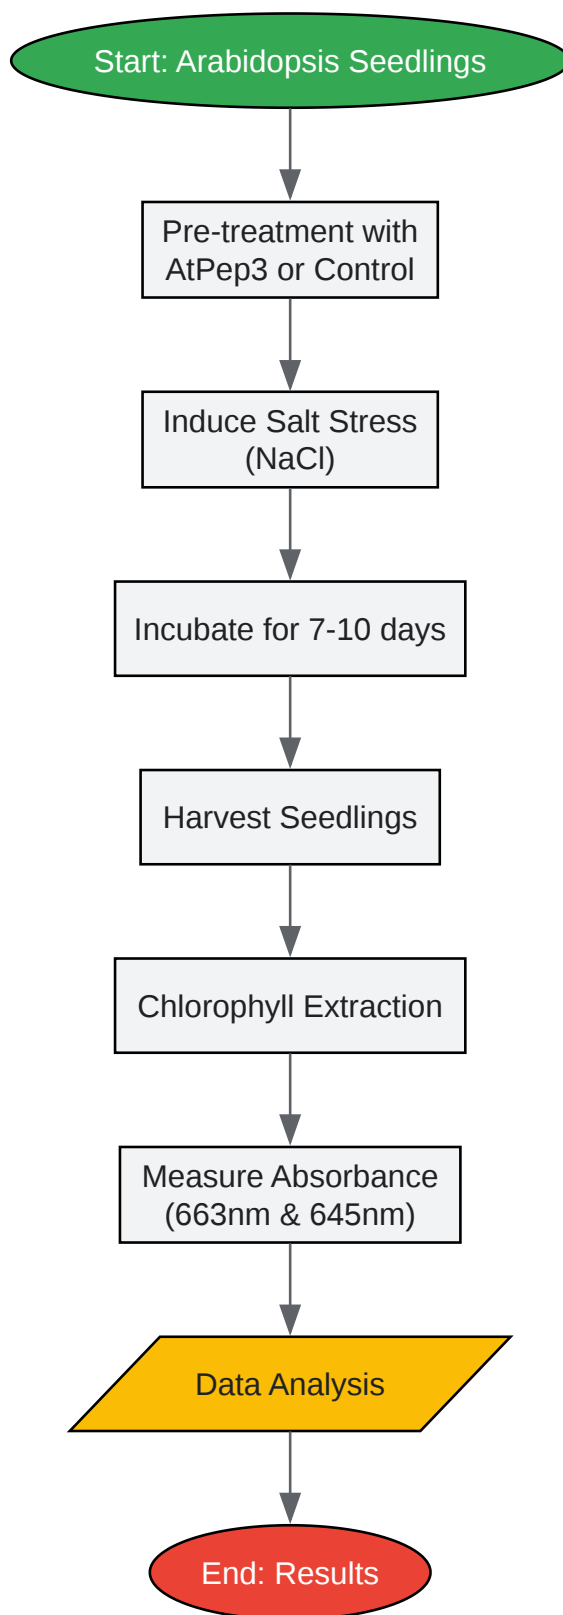 Start: Arabidopsis Seedlings
Pre-treatment with
AtPep3 or Control
Induce Salt Stress
(NaCl)
Incubate for 7-10 days
Harvest Seedlings
Chlorophyll Extraction
Measure Absorbance
(663nm & 645nm)
Data Analysis
End: Results